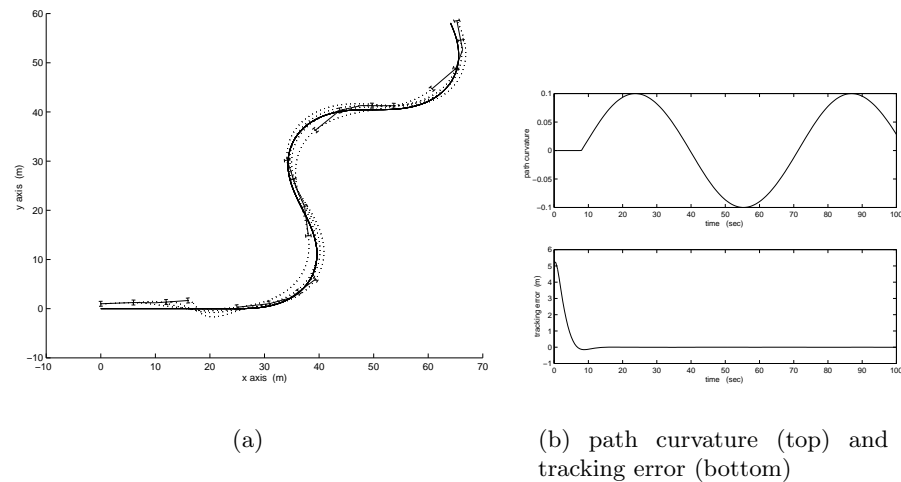 60
50
40
30
20
10
0
−10
y axis (m)
−10 0 10 20 30 40 50 60 70
x axis (m)
(a)
0.1
0.05
0
−0.05
−0.1
path curvature
0 10 20 30 40 50 60 70 80 90 100
time (sec)
6
5
4
3
2
1
0
−1
tracking error (m)
0 10 20 30 40 50 60 70 80 90 100
time (sec)
(b) path curvature (top) and
tracking error (bottom)